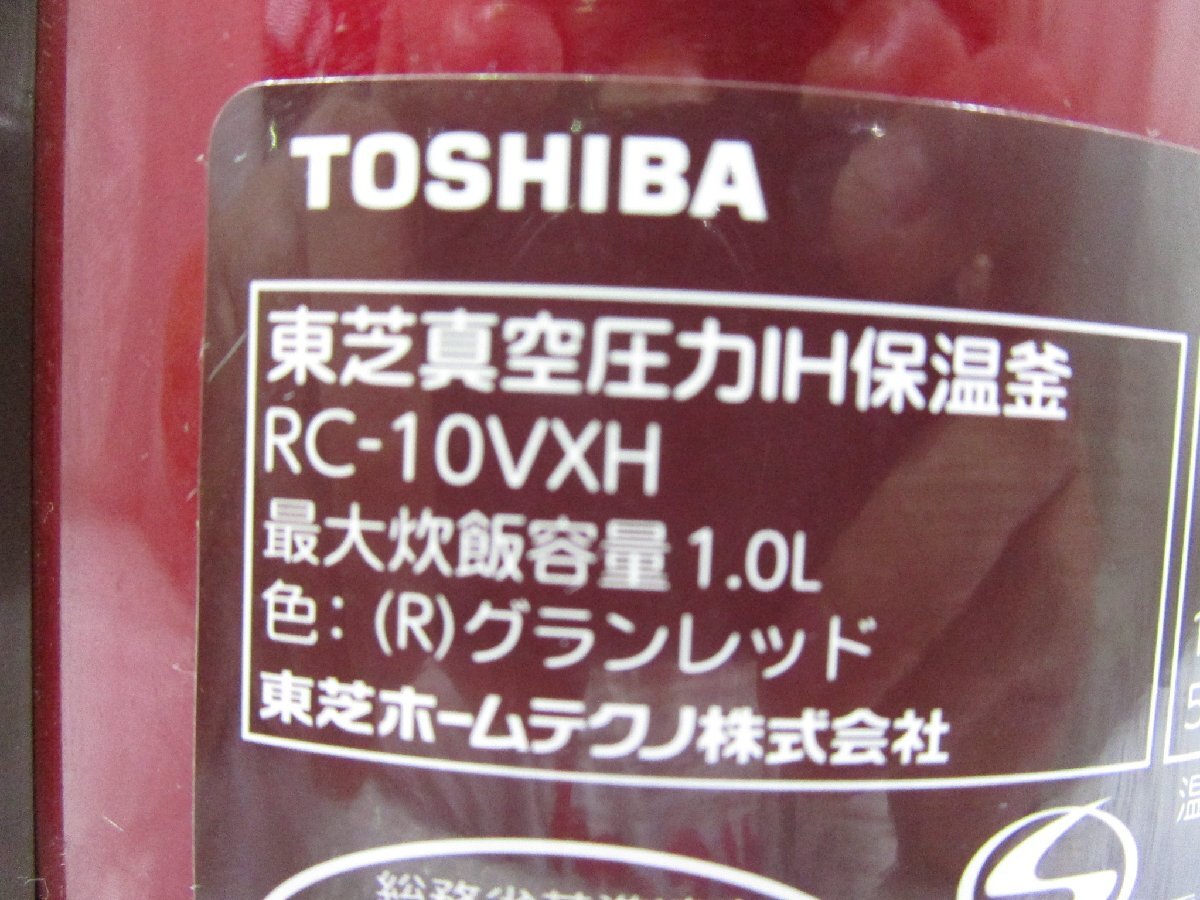 TOSHIBA
東芝真空圧力IH保温釜
RC-10VXH
最大炊飯容量 1.0L
色：(R)グランレッド
東芝ホームテクノ株式会社
温